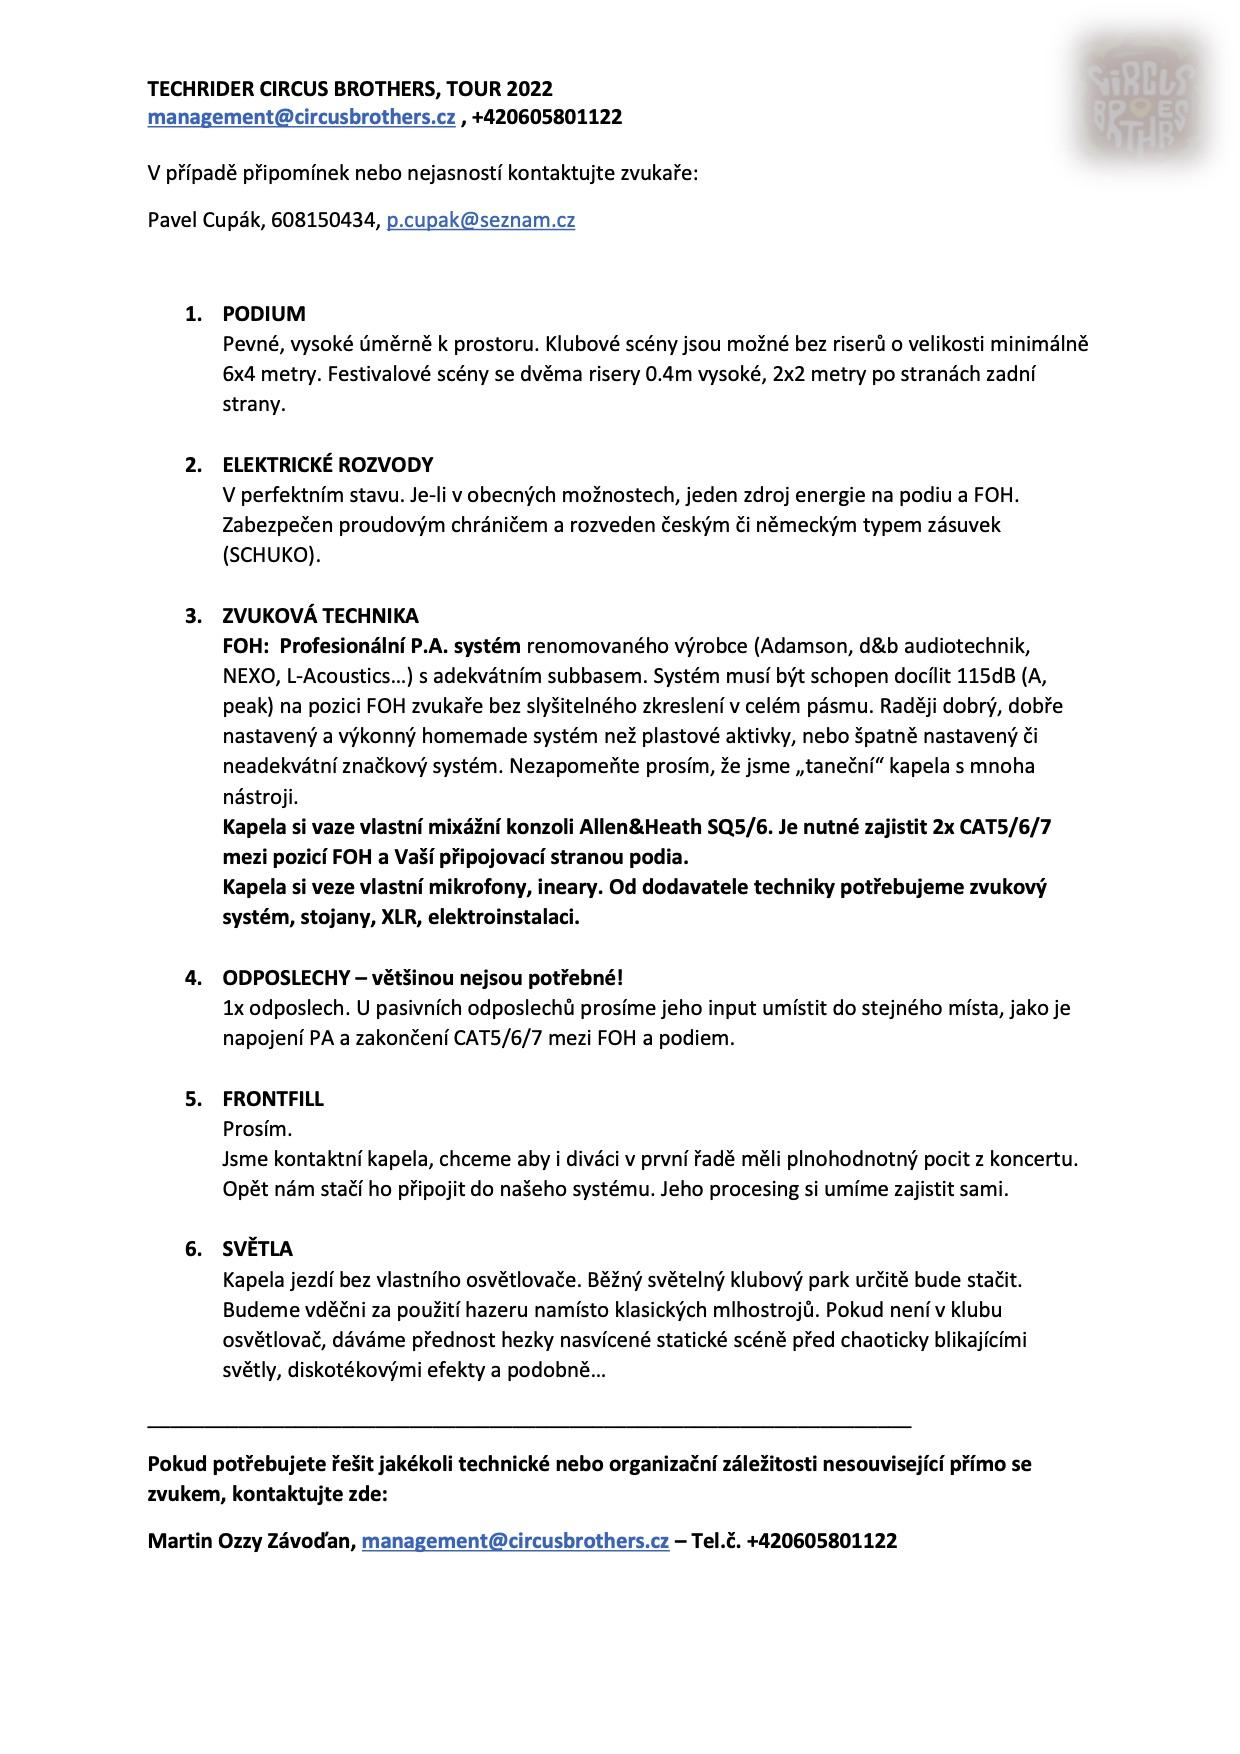 CIRCUS
BROTHERS
TECHRIDER CIRCUS BROTHERS, TOUR 2022
management@circusbrothers.cz , +420605801122
V případě připomínek nebo nejasností kontaktujte zvukaře:
Pavel Cupák, 608150434, p.cupak@seznam.cz
1. PODIUM
Pevné, vysoké úměrně k prostoru. Klubové scény jsou možné bez riserů o velikosti minimálně
6x4 metry. Festivalové scény se dvěma risery 0.4m vysoké, 2x2 metry po stranách zadní
strany.
2. ELEKTRICKÉ ROZVODY
V perfektním stavu. Je-li v obecných možnostech, jeden zdroj energie na podiu a FOH.
Zabezpečen proudovým chráničem a rozveden českým či německým typem zásuvek
(SCHUKO).
3. ZVUKOVÁ TECHNIKA
FOH: Profesionální P.A. systém renomovaného výrobce (Adamson, d&b audiotechnik,
NEXO, L-Acoustics…) s adekvátním subbasem. Systém musí být schopen docílit 115dB (A,
peak) na pozici FOH zvukaře bez slyšitelného zkreslení v celém pásmu. Raději dobrý, dobře
nastavený a výkonný homemade systém než plastové aktivky, nebo špatně nastavený či
neadekvátní značkový systém. Nezapomeňte prosím, že jsme „taneční“ kapela s mnoha
nástroji.
Kapela si vaze vlastní mixážní konzoli Allen&Heath SQ5/6. Je nutné zajistit 2x CAT5/6/7
mezi pozicí FOH a Vaší připojovací stranou podia.
Kapela si veze vlastní mikrofony, ineary. Od dodavatele techniky potřebujeme zvukový
systém, stojany, XLR, elektroinstalaci.
4. ODPOSLECHY – většinou nejsou potřebné!
1x odposlech. U pasivních odposlechů prosíme jeho input umístit do stejného místa, jako je
napojení PA a zakončení CAT5/6/7 mezi FOH a podiem.
5. FRONTFILL
Prosím.
Jsme kontaktní kapela, chceme aby i diváci v první řadě měli plnohodnotný pocit z koncertu.
Opět nám stačí ho připojit do našeho systému. Jeho procesing si umíme zajistit sami.
6. SVĚTLA
Kapela jezdí bez vlastního osvětlovače. Běžný světelný klubový park určitě bude stačit.
Budeme vděčni za použití hazeru namísto klasických mlhostrojů. Pokud není v klubu
osvětlovač, dáváme přednost hezky nasvícené statické scéně před chaoticky blikajícími
světly, diskotékovými efekty a podobně…
Pokud potřebujete řešit jakékoli technické nebo organizační záležitosti nesouvisející přímo se
zvukem, kontaktujte zde:
Martin Ozzy Závoďan, management@circusbrothers.cz – Tel.č. +420605801122